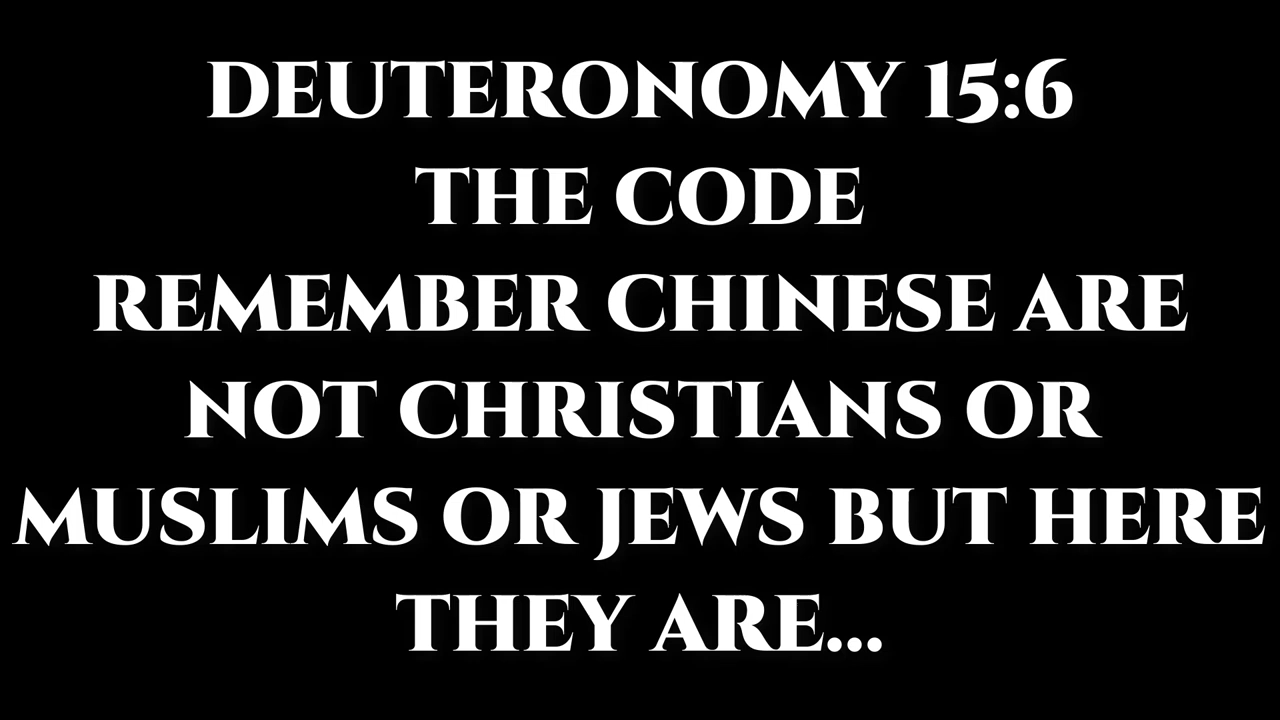 DEUTERONOMY 15:6
THE CODE
REMEMBER CHINESE ARE
NOT CHRISTIANS OR
MUSLIMS OR JEWS BUT HERE
THEY ARE...